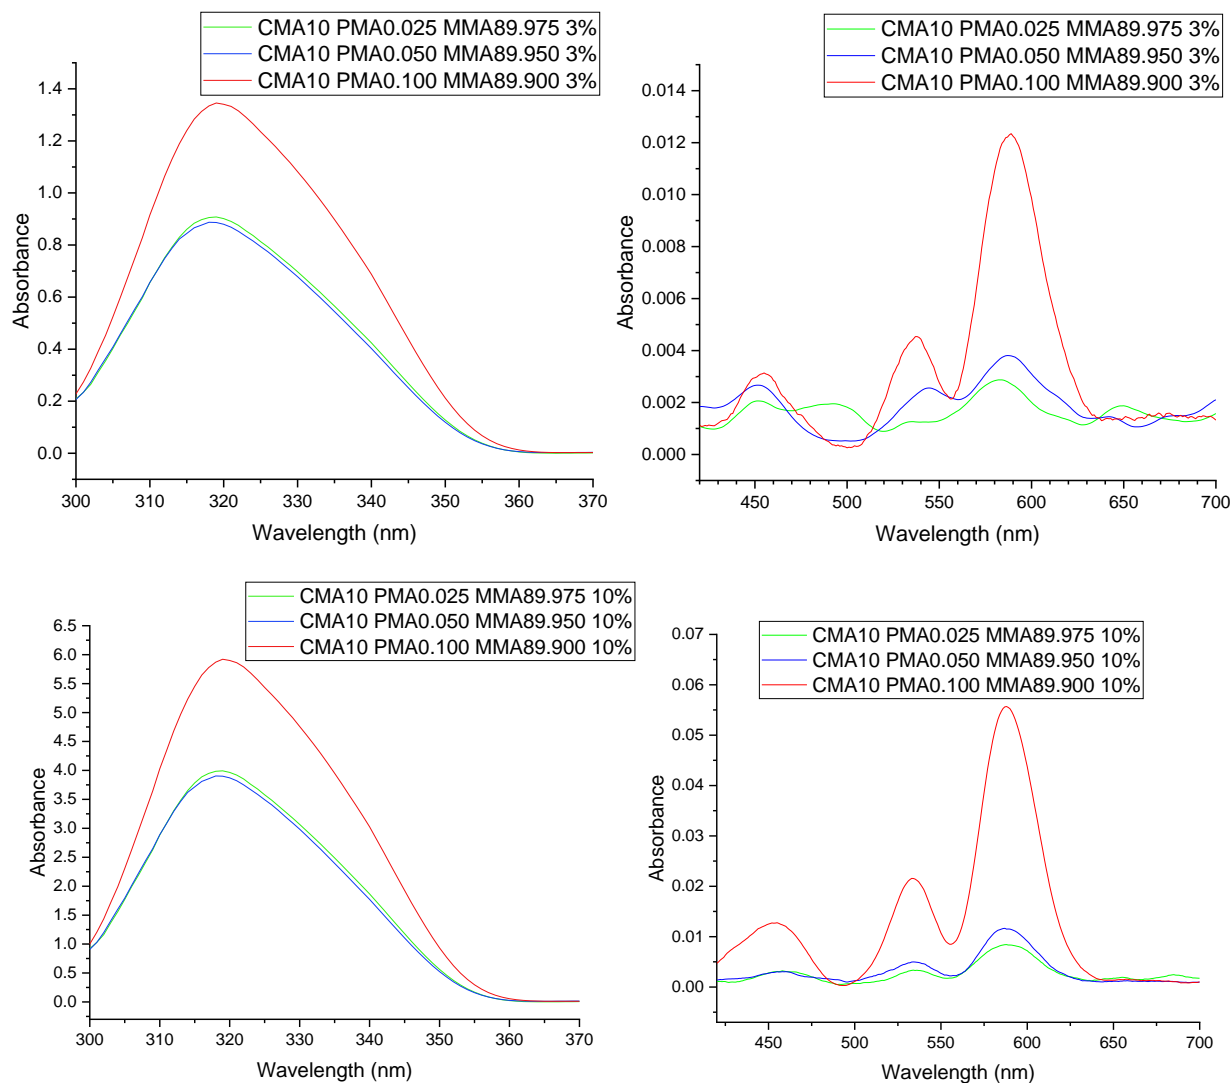 CMA10 PMA0.025 MMA89.975 3%
CMA10 PMA0.050 MMA89.950 3%
CMA10 PMA0.100 MMA89.900 3%
1.4
1.2
1.0
0.8
0.6
0.4
0.2
0.0
Absorbance
300 310 320 330 340 350 360 370
Wavelength (nm)
CMA10 PMA0.025 MMA89.975 3%
CMA10 PMA0.050 MMA89.950 3%
CMA10 PMA0.100 MMA89.900 3%
0.014
0.012
0.010
0.008
0.006
0.004
0.002
0.000
Absorbance
450 500 550 600 650 700
Wavelength (nm)
CMA10 PMA0.025 MMA89.975 10%
CMA10 PMA0.050 MMA89.950 10%
CMA10 PMA0.100 MMA89.900 10%
6.5
6.0
5.5
5.0
4.5
4.0
3.5
3.0
2.5
2.0
1.5
1.0
0.5
0.0
Absorbance
300 310 320 330 340 350 360 370
Wavelength (nm)
CMA10 PMA0.025 MMA89.975 10%
CMA10 PMA0.050 MMA89.950 10%
CMA10 PMA0.100 MMA89.900 10%
0.07
0.06
0.05
0.04
0.03
0.02
0.01
0.00
Absorbance
450 500 550 600 650 700
Wavelength (nm)